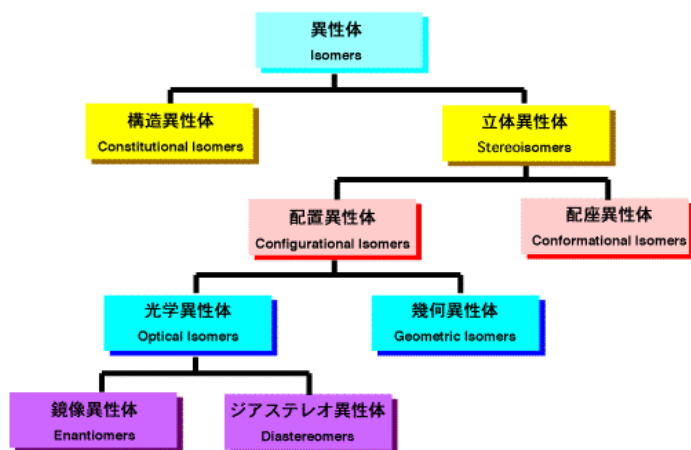 異性体
Isomers
構造異性体
Constitutional Isomers
立体異性体
Stereoisomers
配置異性体
Configurational Isomers
配座異性体
Conformational Isomers
光学異性体
Optical Isomers
幾何異性体
Geometric Isomers
鏡像異性体
Enantiomers
ジアステレオ異性体
Diastereomers